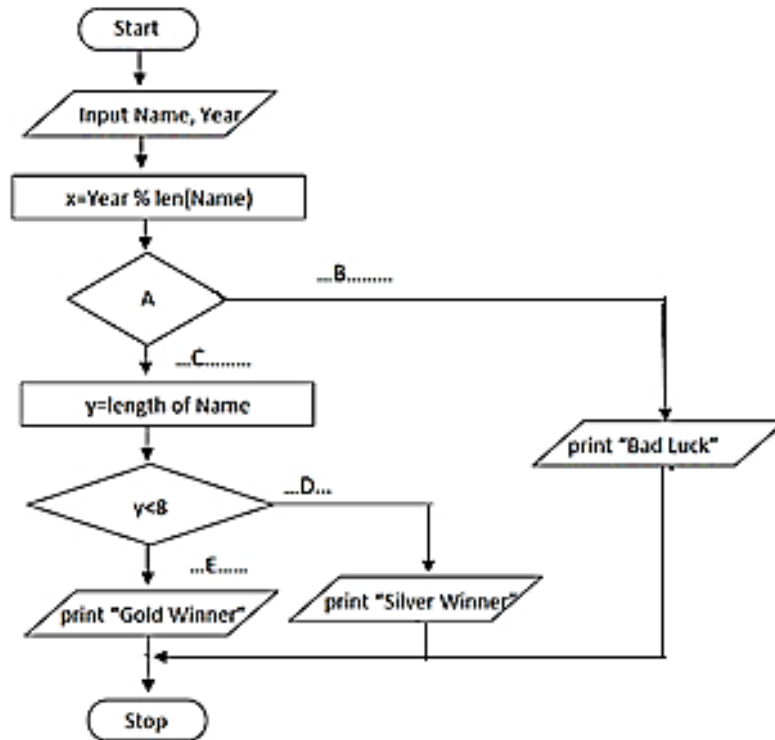 Start
Input Name, Year
x=Year % len(Name)
...B.........
A
...C.........
y=length of Name
print "Bad Luck"
...D...
y<8
...E......
print "Gold Winner"
print "Silver Winner"
Stop